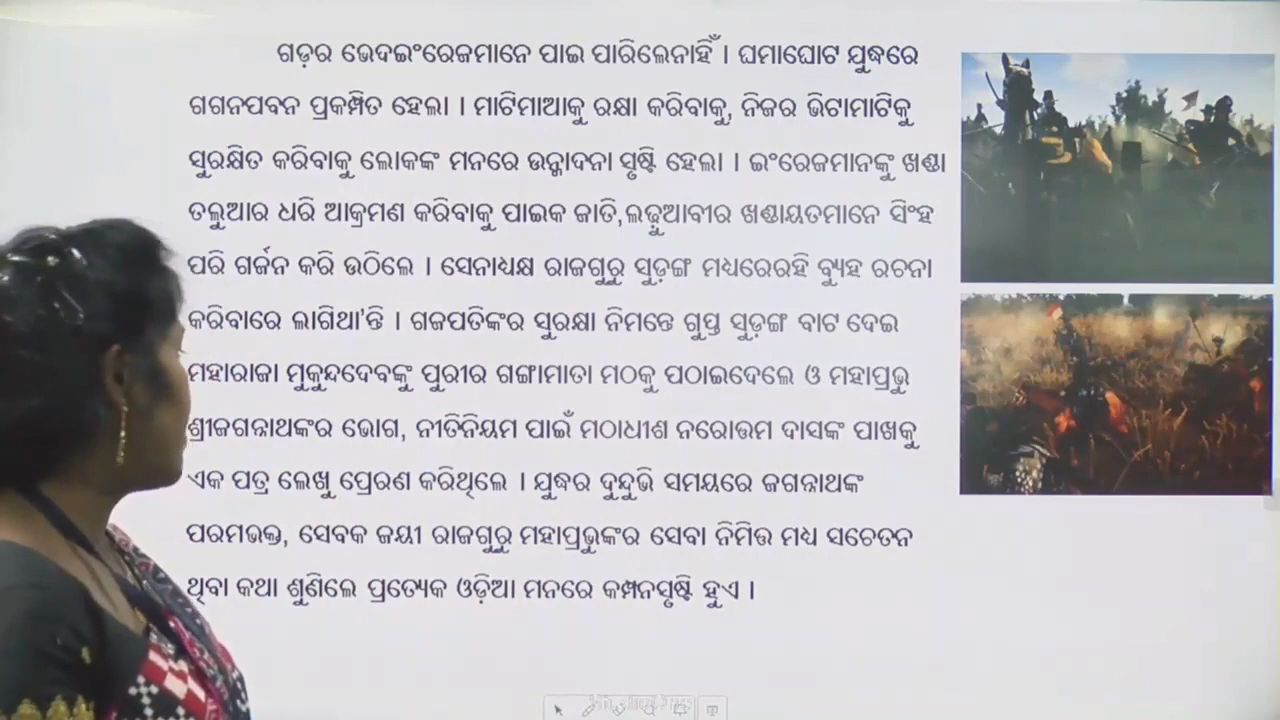 ଗଡ଼ର ଭେଦଇଂରେଜମାନେ ପାଇ ପାରିଲେନାହିଁ । ଘମାଘୋଟ ଯୁଦ୍ଧରେ
ଗଗନପବନ ପ୍ରକମ୍ପିତ ହେଲା । ମାଟିମାଆକୁ ରକ୍ଷା କରିବାକୁ, ନିଜର ଭିଟାମାଟିକୁ
ସୁରକ୍ଷିତ କରିବାକୁ ଲୋକଙ୍କ ମନରେ ଉନ୍ମାଦନା ସୃଷ୍ଟି ହେଲା । ଇଂରେଜମାନଙ୍କୁ ଖଣ୍ଡା
ତଲୁଆର ଧରି ଆକ୍ରମଣ କରିବାକୁ ପାଇକ ଜାତି,ଲଢୁଆବୀର ଖଣ୍ଡାୟତମାନେ ସିଂହ
ପରି ଗର୍ଜନ କରି ଉଠିଲେ । ସେନାଧ୍ୟକ୍ଷ ରାଜଗୁରୁ ସୁଡ଼ଙ୍ଗ ମଧ୍ୟରେରହି ବ୍ୟୁହ ରଚନା
କରିବାରେ ଲାଗିଥା'ନ୍ତି । ଗଜପତିଙ୍କର ସୁରକ୍ଷା ନିମନ୍ତେ ଗୁପ୍ତ ସୁଡ଼ଙ୍ଗ ବାଟ ଦେଇ
ମହାରାଜା ମୁକୁନ୍ଦଦେବଙ୍କୁ ପୁରୀର ଗଙ୍ଗାମାତା ମଠକୁ ପଠାଇଦେଲେ ଓ ମହାପ୍ରଭୁ
ଶ୍ରୀଜଗନ୍ନାଥଙ୍କର ଭୋଗ, ନୀତିନିୟମ ପାଇଁ ମଠାଧୀଶ ନରୋତ୍ତମ ଦାସଙ୍କ ପାଖକୁ
ଏକ ପତ୍ର ଲେଖୁ ପ୍ରେରଣ କରିଥିଲେ । ଯୁଦ୍ଧର ଦୁନ୍ଦୁଭି ସମୟରେ ଜଗନ୍ନାଥଙ୍କ
ପରମଭକ୍ତ, ସେବକ ଜୟୀ ରାଜଗୁରୁ ମହାପ୍ରଭୁଙ୍କର ସେବା ନିମିତ୍ତ ମଧ୍ୟ ସଚେତନ
ଥିବା କଥା ଶୁଣିଲେ ପ୍ରତ୍ୟେକ ଓଡ଼ିଆ ମନରେ କମ୍ପନସୃଷ୍ଟି ହୁଏ ।